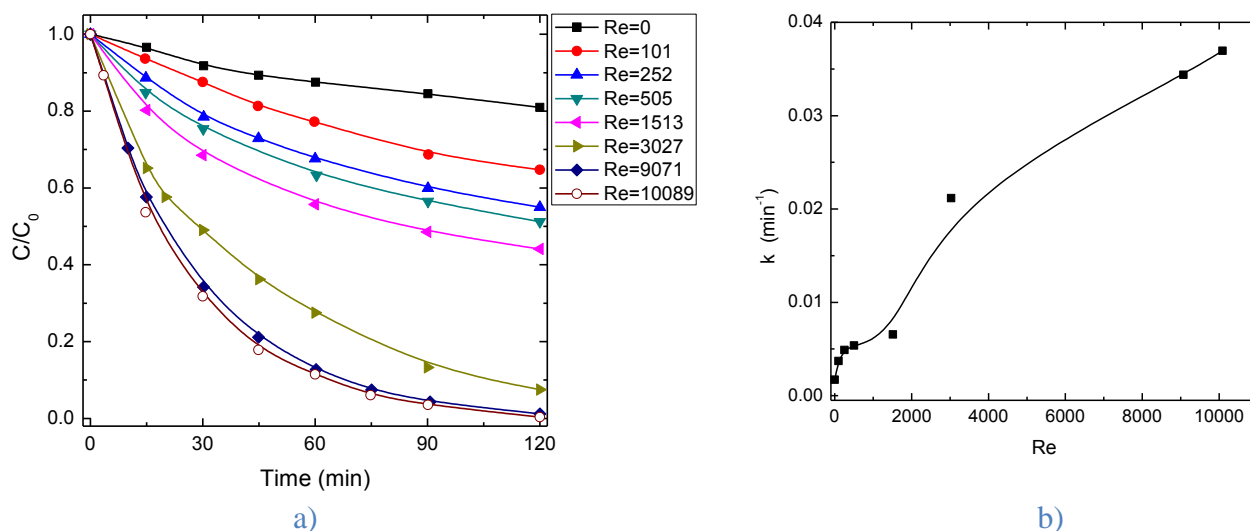 1.0
0.8
0.6
0.4
0.2
0.0
C/C0
0 30 60 90 120
Time (min)
Re=0
Re=101
Re=252
Re=505
Re=1513
Re=3027
Re=9071
Re=10089
a)
0.04
0.03
0.02
0.01
0.00
k (min-1)
0 2000 4000 6000 8000 10000
Re
b)